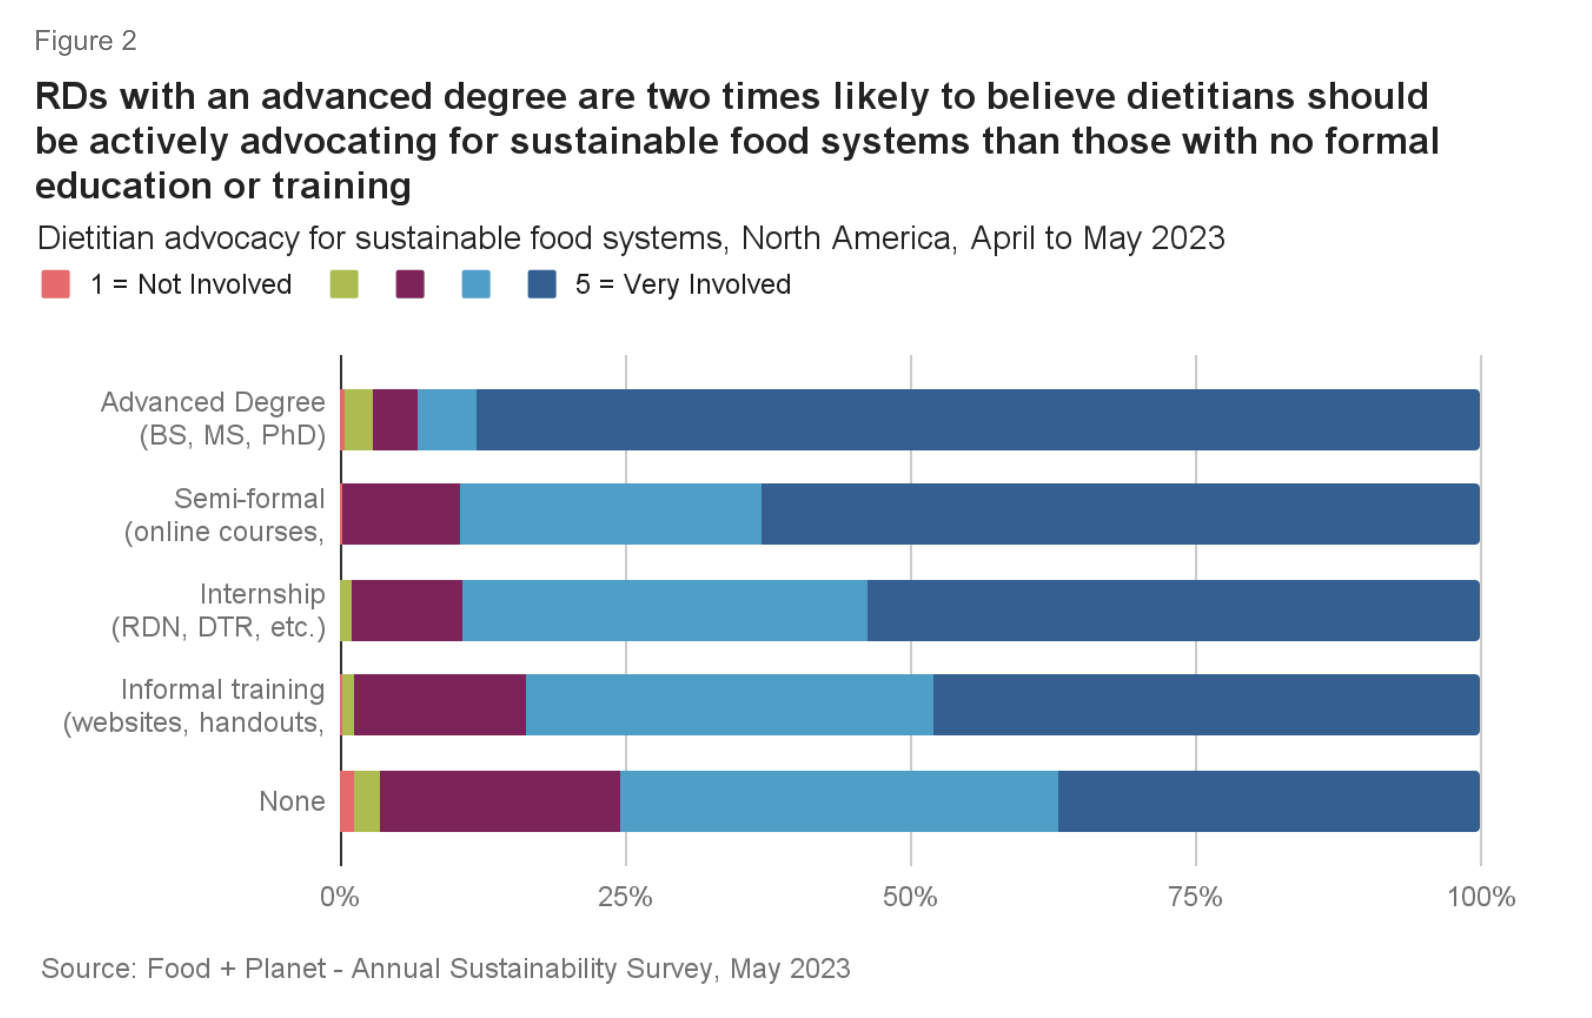 Figure 2
RDs with an advanced degree are two times likely to believe dietitians should
be actively advocating for sustainable food systems than those with no formal
education or training
Dietitian advocacy for sustainable food systems, North America, April to May 2023
1 = Not Involved 5 = Very Involved
Advanced Degree
(BS, MS, PhD)
Semi-formal
(online courses,
Internship
(RDN, DTR, etc.)
Informal training
(websites, handouts,
None
0% 25% 50% 75% 100%
Source: Food + Planet - Annual Sustainability Survey, May 2023